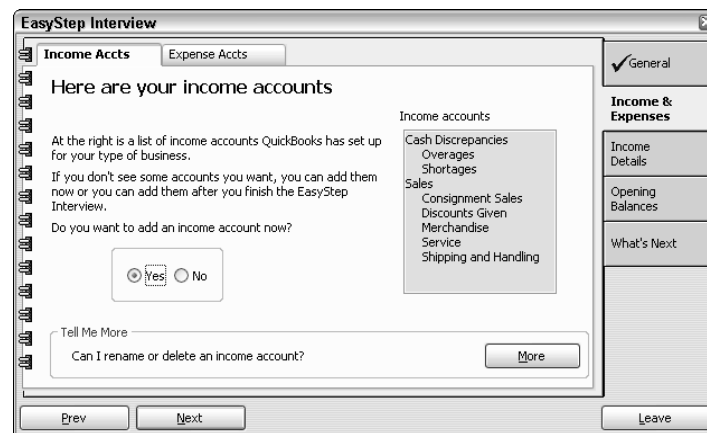 EasyStep Interview
Income Accts
Expense Accts
Here are your income accounts
At the right is a list of income accounts QuickBooks has set up
for your type of business.
If you don't see some accounts you want, you can add them
now or you can add them after you finish the EasyStep
Interview.
Do you want to add an income account now?
Yes
No
Income accounts
Cash Discrepancies
Overages
Shortages
Sales
Consignment Sales
Discounts Given
Merchandise
Service
Shipping and Handling
Tell Me More
Can I rename or delete an income account?
More
General
Income &
Expenses
Income
Details
Opening
Balances
What's Next
Prev
Next
Leave